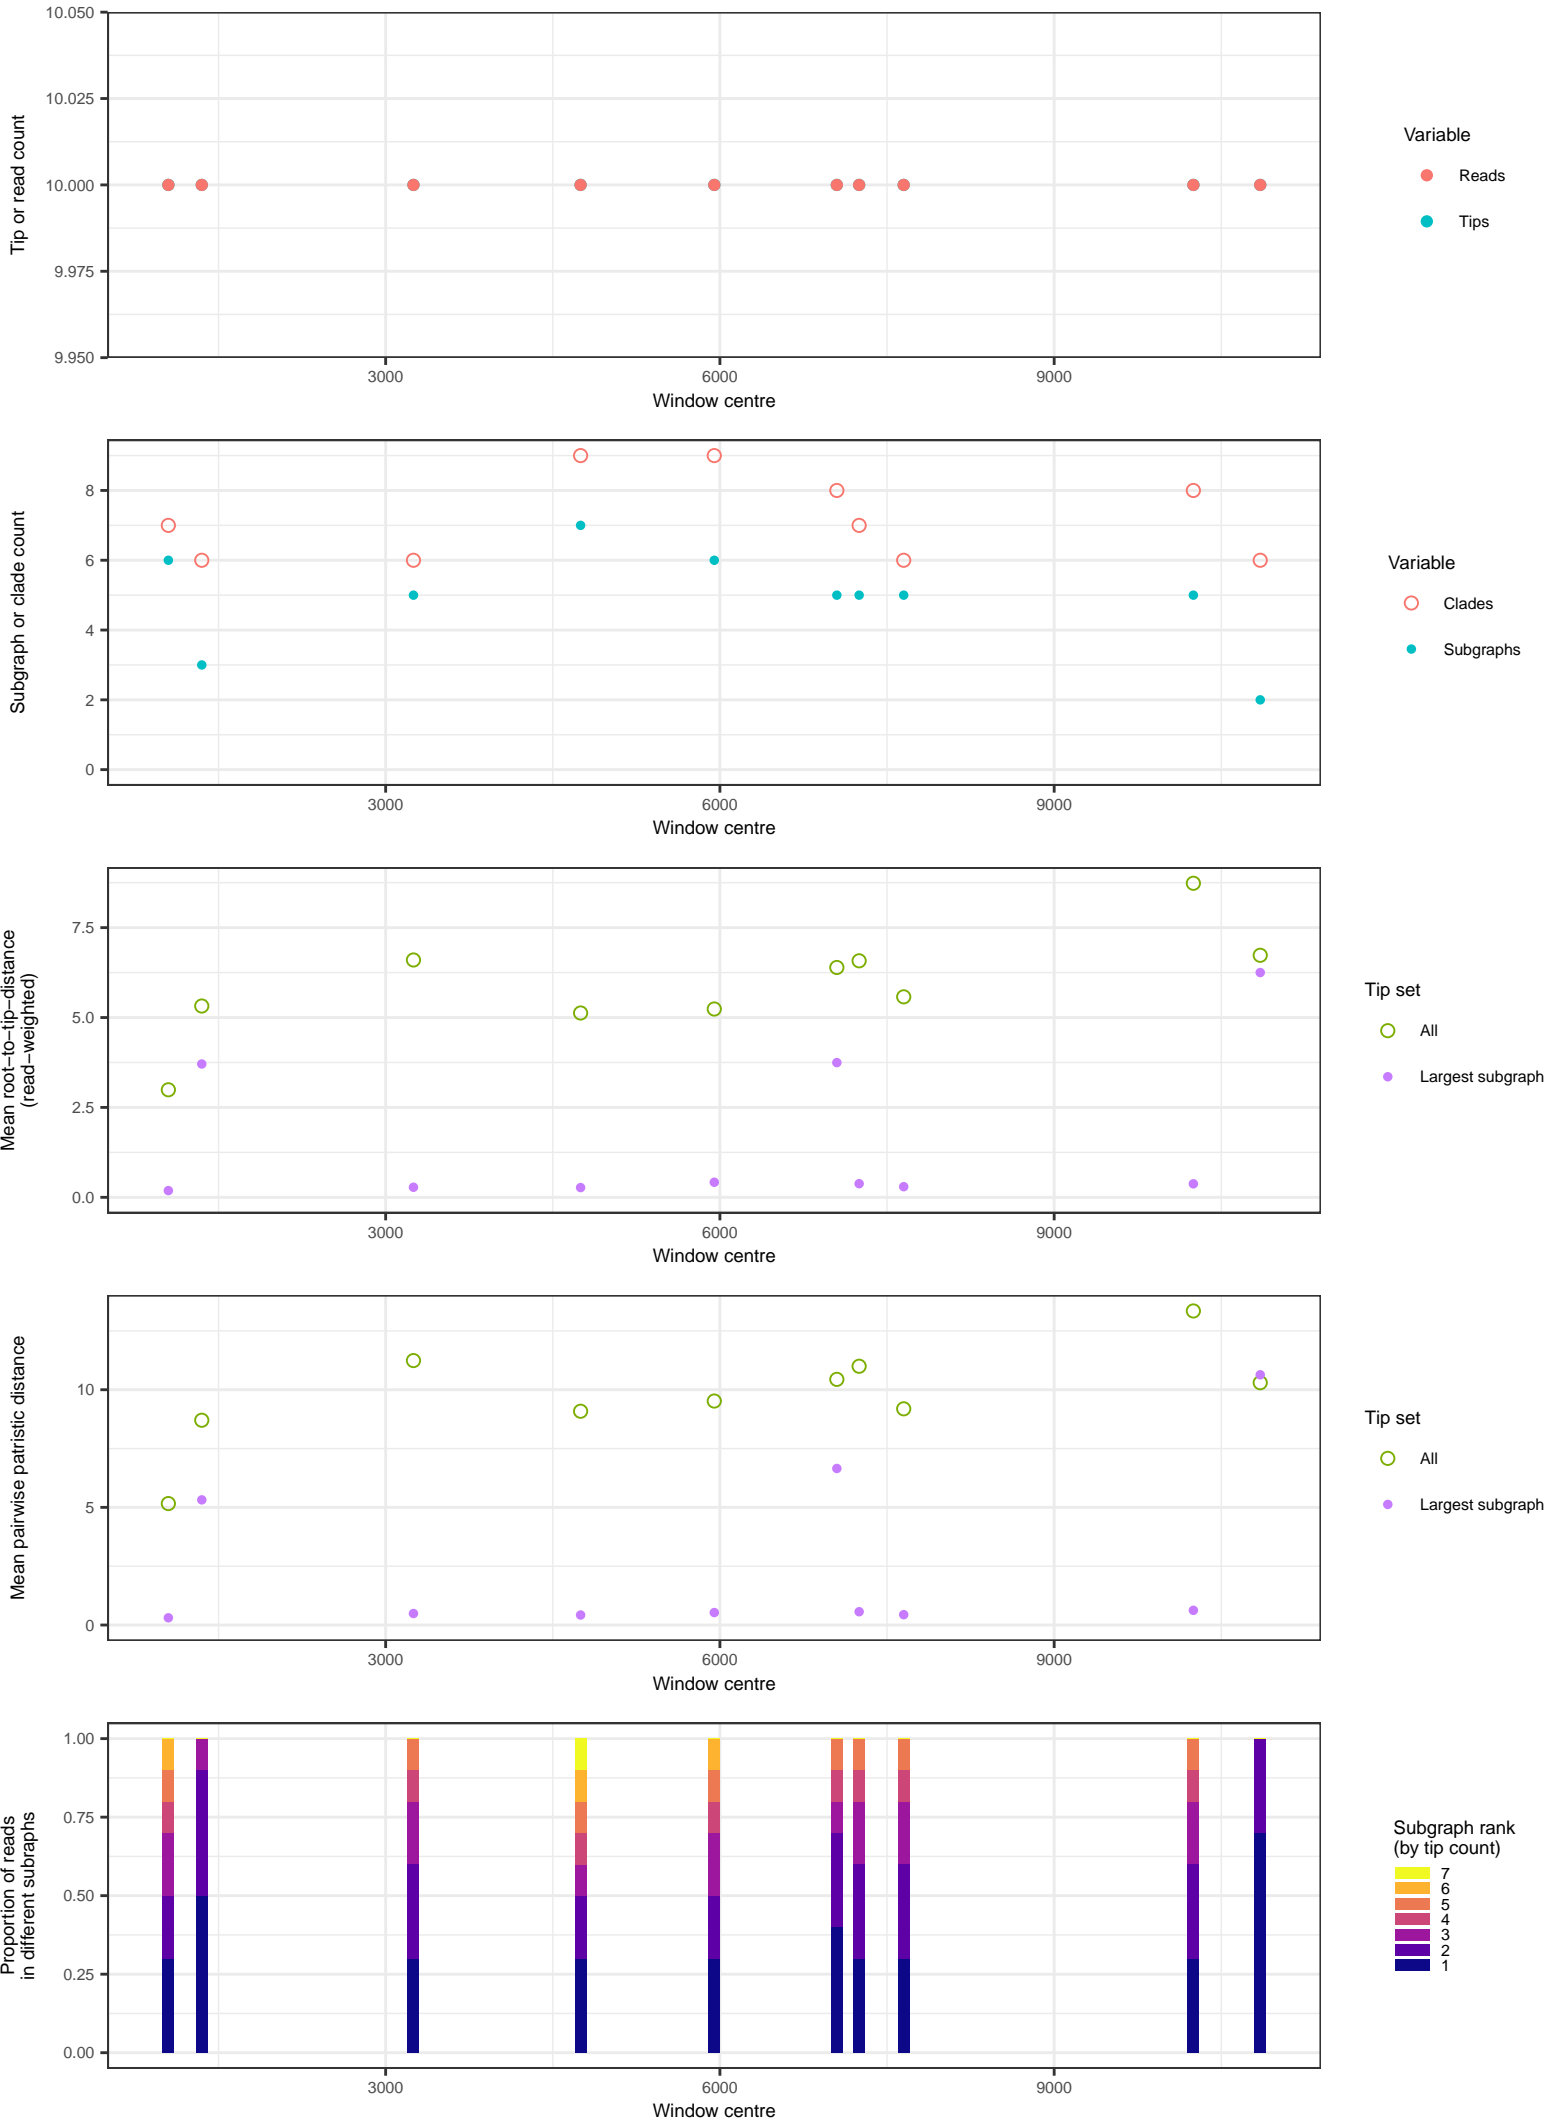 10.050
10.025
10.000
9.975
9.950
Tip or read count
3000 6000 9000
Window centre
Variable
Reads
Tips
8
6
4
2
0
Subgraph or clade count
3000 6000 9000
Window centre
Variable
Clades
Subgraphs
7.5
5.0
2.5
0.0
Mean root−to−tip−distance
(read−weighted)
3000 6000 9000
Window centre
Tip set
All
Largest subgraph
10
5
0
Mean pairwise patristic distance
3000 6000 9000
Window centre
Tip set
All
Largest subgraph
1.00
0.75
0.50
0.25
0.00
Proportion of reads
in different subraphs
3000 6000 9000
Window centre
Subgraph rank
(by tip count)
7
6
5
4
3
2
1